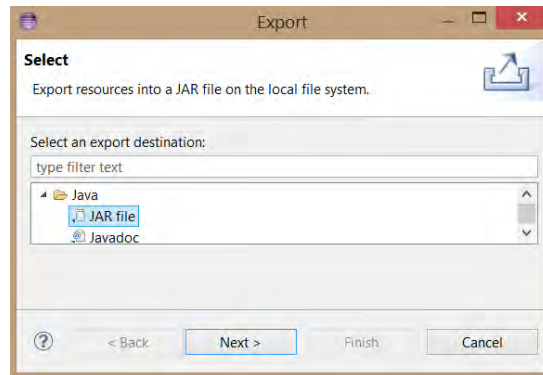 Export
Select
Export resources into a JAR file on the local file system.
Select an export destination:
type filter text
Java
JAR file
Javadoc
? < Back Next > Finish Cancel